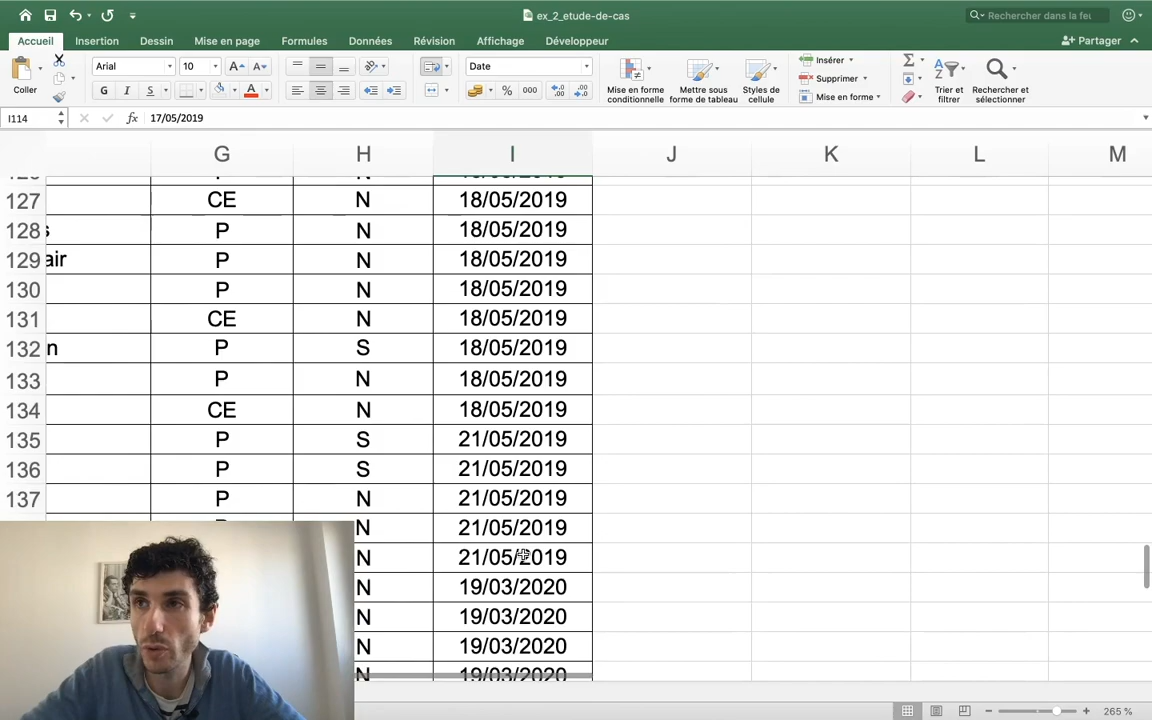 ex_2_etude-de-cas
Rechercher dans la feu
Accueil Insertion Dessin Mise en page Formules Données Révision Affichage Développeur
Partager
Coller
Arial 10
A A
G I S A
Date
% 000
Mise en forme conditionnelle
Mettre sous forme de tableau
Styles de cellule
Insérer
Supprimer
Mise en forme
Trier et filtrer
Rechercher et sélectionner
I114 fx 17/05/2019
G H I J K L M
127 CE N 18/05/2019
128 s P N 18/05/2019
129 air P N 18/05/2019
130 P N 18/05/2019
131 CE N 18/05/2019
132 n P S 18/05/2019
133 P N 18/05/2019
134 CE N 18/05/2019
135 P S 21/05/2019
136 P S 21/05/2019
137 P N 21/05/2019
N 21/05/2019
N 21/05/2019
N 19/03/2020
N 19/03/2020
N 19/03/2020
N 19/03/2020
265 %